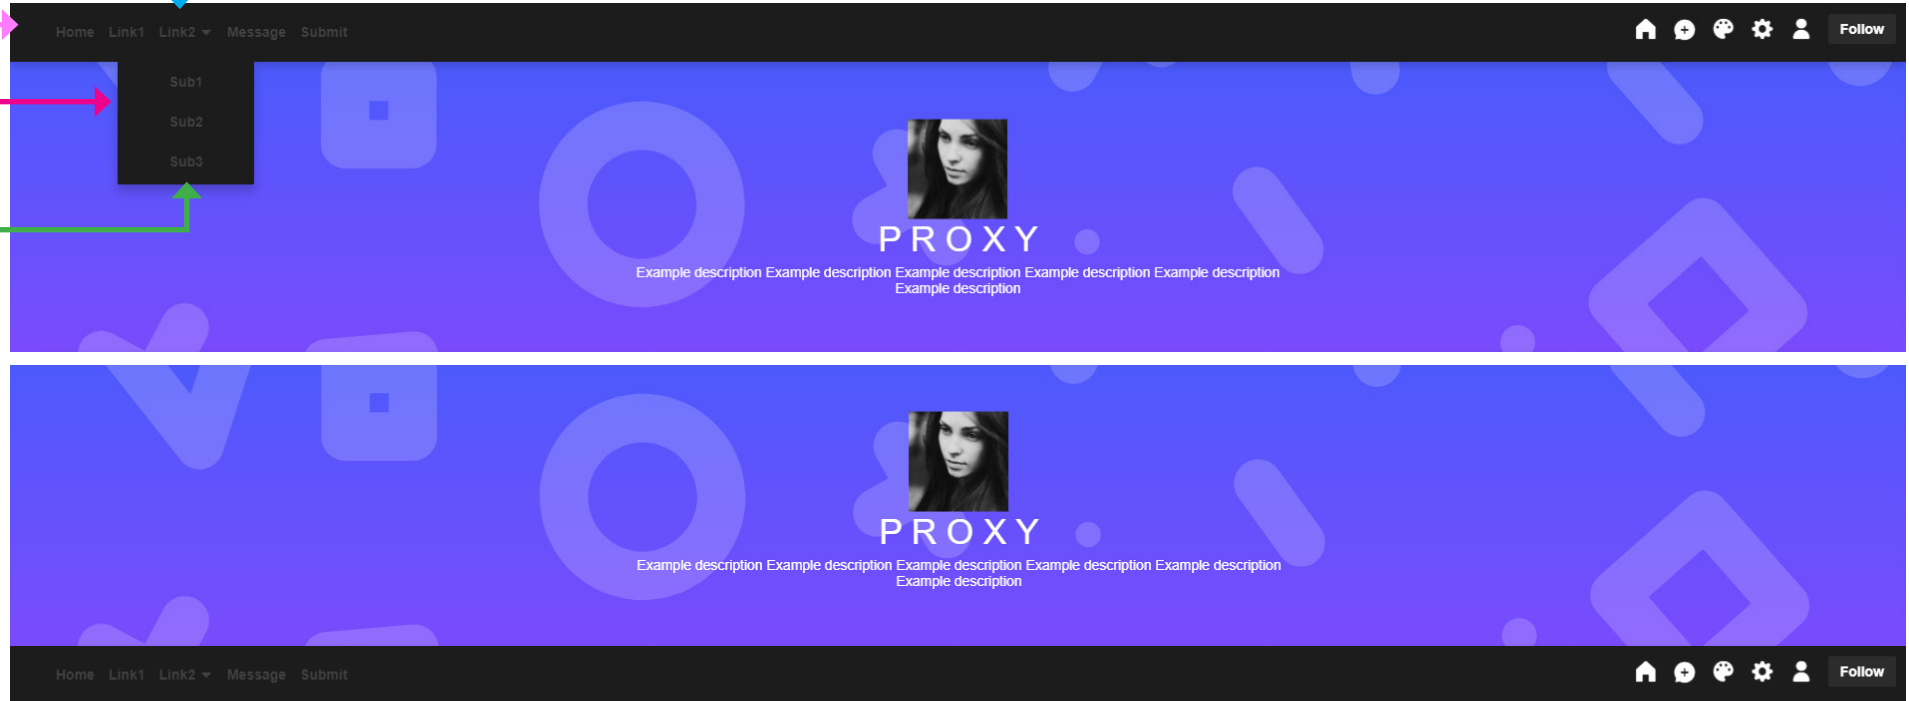 Home Link1 Link2 Message Submit Follow
Sub1
Sub2
Sub3
PROXY
Example description Example description Example description Example description Example description
Example description
PROXY
Example description Example description Example description Example description Example description
Example description
Home Link1 Link2 Message Submit Follow